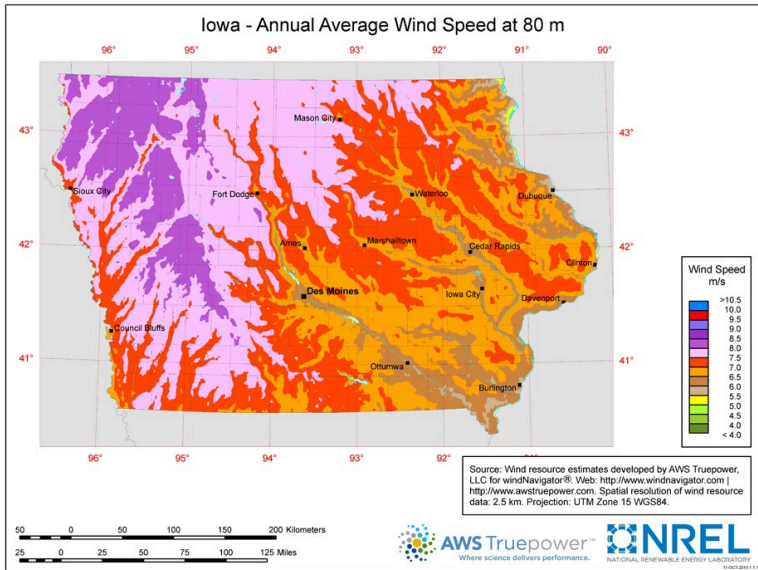 Iowa - Annual Average Wind Speed at 80 m
96° 95° 94° 93° 92° 91° 90°
43° 43°
Mason City
Sioux City
Fort Dodge
Waterloo
Dubuque
42° 42°
Ames
Marshalltown
Cedar Rapids
Clinton
Des Moines
Iowa City
Davenport
Council Bluffs
41° 41°
Ottumwa
Burlington
96° 95° 94° 93° 92° 91°
Wind Speed
m/s
>10.5
10.0
9.5
9.0
8.5
8.0
7.5
7.0
6.5
6.0
5.5
5.0
4.5
4.0
< 4.0
Source: Wind resource estimates developed by AWS Truepower,
LLC for windNavigator®. Web: http://www.windnavigator.com |
http://www.awstruepower.com. Spatial resolution of wind resource
data: 2.5 km. Projection: UTM Zone 15 WGS84.
50 0 50 100 150 200 Kilometers
25 0 25 50 75 100 125 Miles
AWS Truepower™
Where science delivers performance.
NREL
NATIONAL RENEWABLE ENERGY LABORATORY